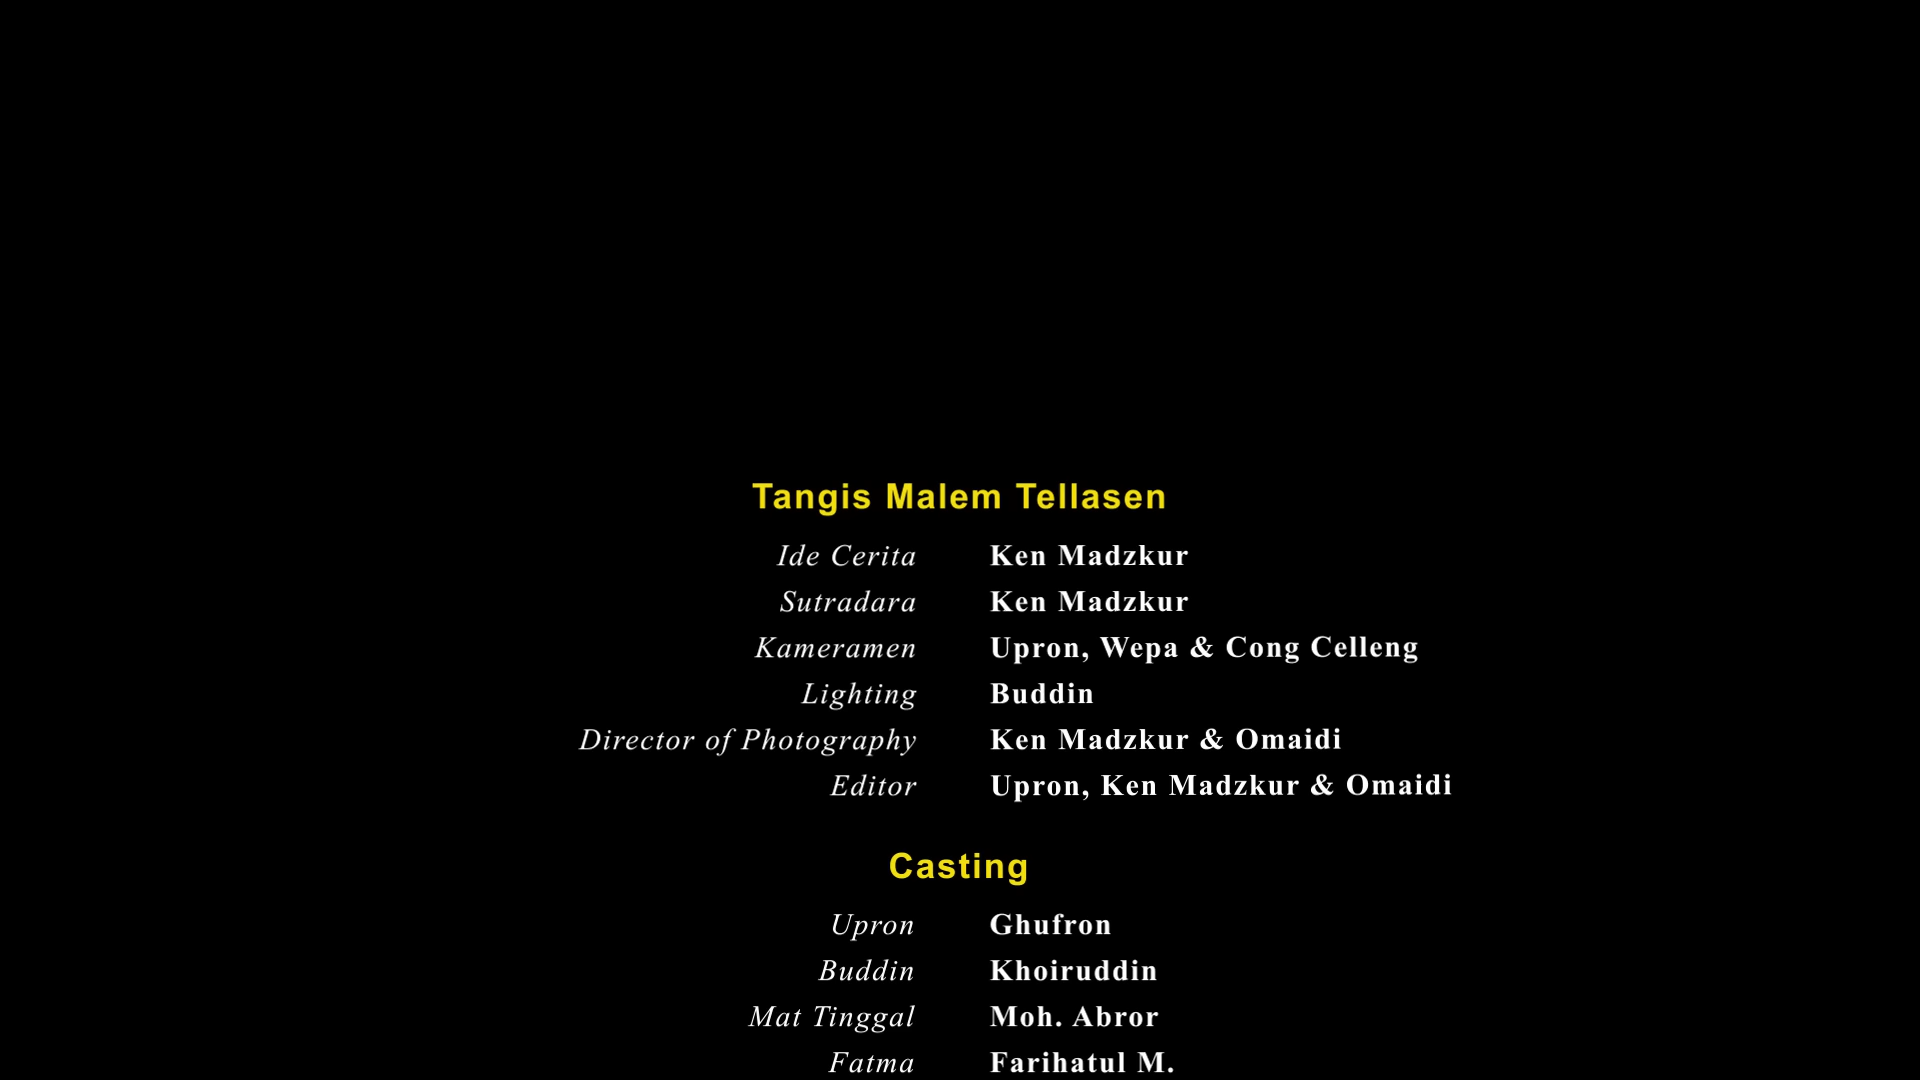 Tangis Malem Tellasen
Ide Cerita Ken Madzkur
Sutradara Ken Madzkur
Kameramen Upron, Wepa & Cong Celleng
Lighting Buddin
Director of Photography Ken Madzkur & Omaidi
Editor Upron, Ken Madzkur & Omaidi
Casting
Upron Ghufron
Buddin Khoiruddin
Mat Tinggal Moh. Abror
Fatma Farihatul M.